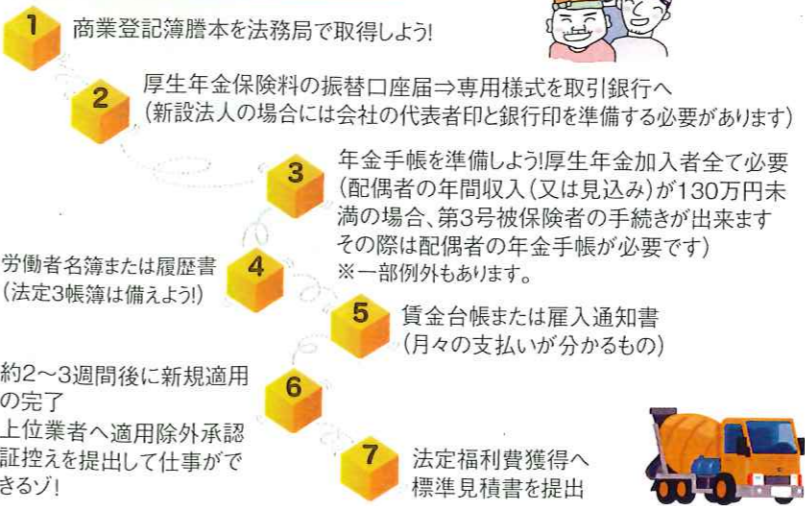 1
商業登記簿謄本を法務局で取得しよう!
2
厚生年金保険料の振替口座届⇒専用様式を取引銀行へ
(新設法人の場合には会社の代表者印と銀行印を準備する必要があります)
3
年金手帳を準備しよう!厚生年金加入者全て必要
(配偶者の年間収入(又は見込み)が130万円未
満の場合、第3号被保険者の手続きが出来ます
その際は配偶者の年金手帳が必要です)
※一部例外もあります。
4
労働者名簿または履歴書
(法定3帳簿は備えよう!)
5
賃金台帳または雇入通知書
(月々の支払いが分かるもの)
6
約2〜3週間後に新規適用
の完了
上位業者へ適用除外承認
証控えを提出して仕事がで
きるゾ!
7
法定福利費獲得へ
標準見積書を提出